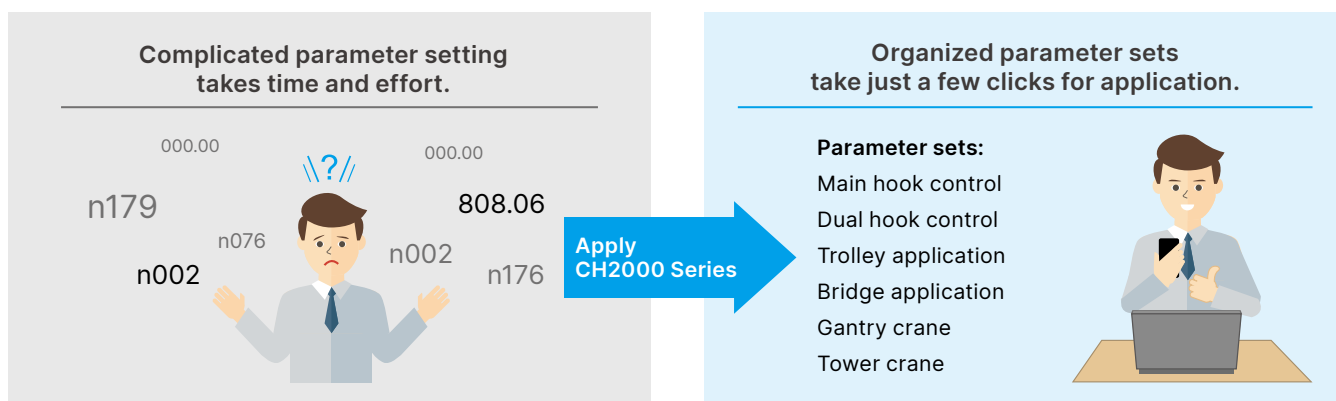 Complicated parameter setting
takes time and effort.
000.00
000.00
\\?//
n179
808.06
n076
n002
n002
n176
Apply
CH2000 Series
Organized parameter sets
take just a few clicks for application.
Parameter sets:
Main hook control
Dual hook control
Trolley application
Bridge application
Gantry crane
Tower crane